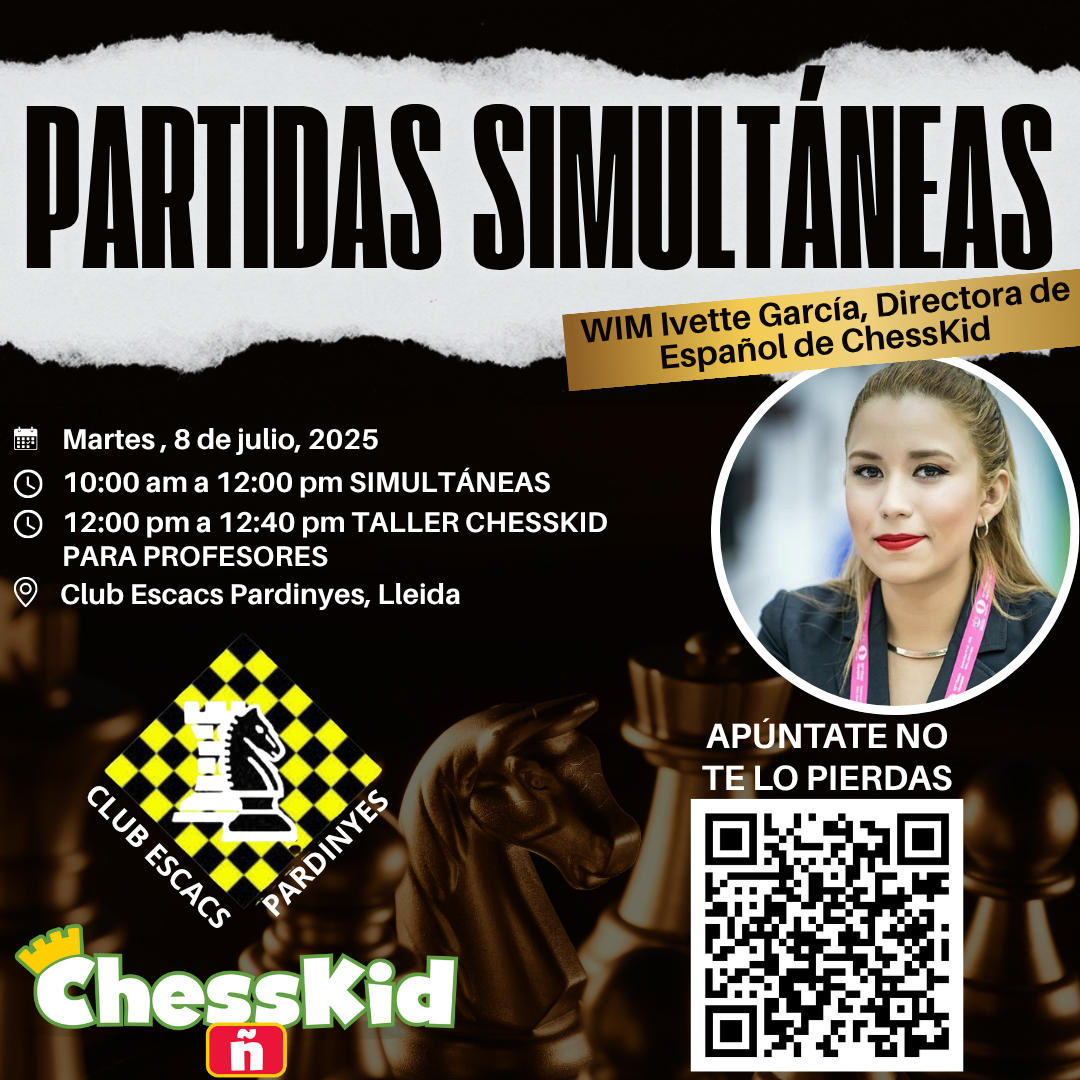 PARTIDAS SIMULTÁNEAS
WIM Ivette García, Directora de
Español de ChessKid
Martes , 8 de julio, 2025
10:00 am a 12:00 pm SIMULTÁNEAS
12:00 pm a 12:40 pm TALLER CHESSKID
PARA PROFESORES
Club Escacs Pardinyes, Lleida
CLUB ESCACS
PARDINYES
APÚNTATE NO
TE LO PIERDAS
ChessKid
ñ